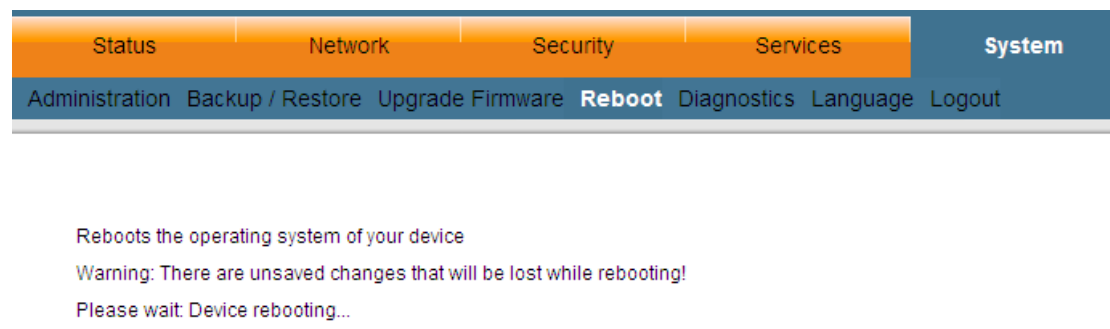 Status Network Security Services System
Administration Backup / Restore Upgrade Firmware Reboot Diagnostics Language Logout
Reboots the operating system of your device
Warning: There are unsaved changes that will be lost while rebooting!
Please wait: Device rebooting...